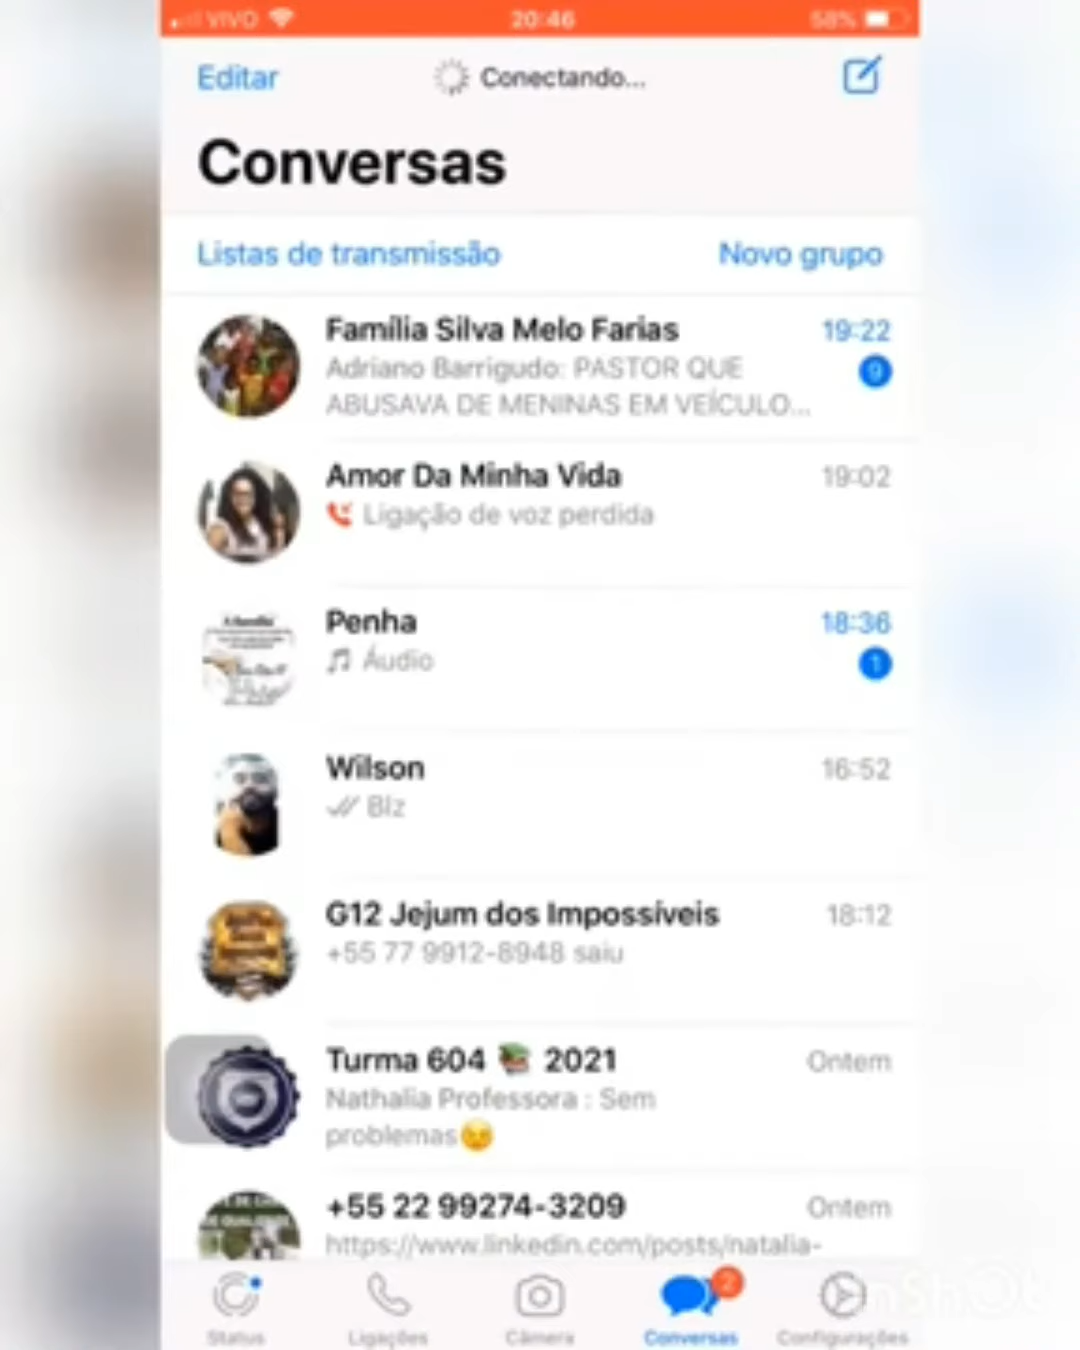 VIVO
20:46
58%
Editar
Conectando...
Conversas
Listas de transmissão
Novo grupo
Família Silva Melo Farias
19:22
Adriano Barrigudo: PASTOR QUE
9
ABUSAVA DE MENINAS EM VEÍCULO...
Amor Da Minha Vida
19:02
Ligação de voz perdida
Penha
18:36
Áudio
1
Wilson
16:52
Blz
G12 Jejum dos Impossíveis
18:12
+55 77 9912-8948 saiu
Turma 604 📚 2021
Ontem
Nathalia Professora : Sem
problemas😉
+55 22 99274-3209
Ontem
https://www.linkedin.com/posts/natalia-
2
Status
Ligações
Câmera
Conversas
Configurações
InShOt